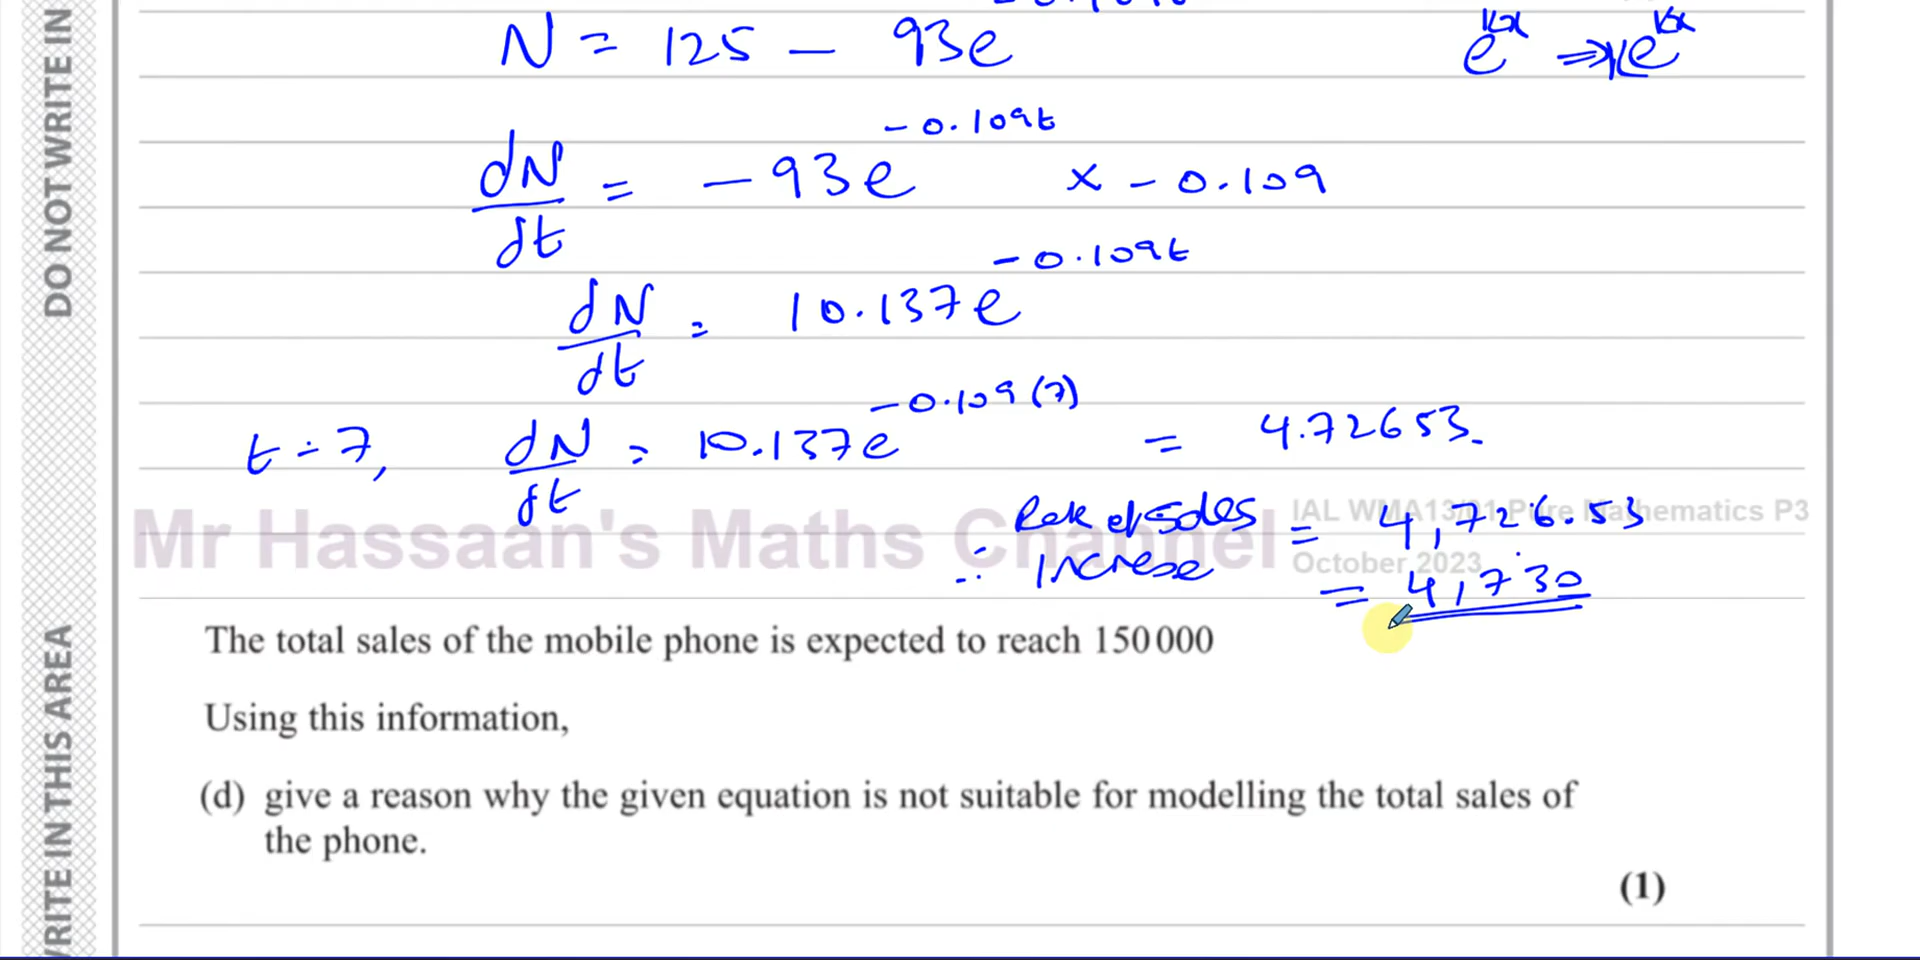 DO NOT WRITE IN
N = 125 - 93e
e^kx ⇒ ke^kx
dN/dt = -93e^-0.109t × -0.109
dN/dt = 10.137e^-0.109t
t = 7, dN/dt = 10.137e^-0.109(7) = 4.72653.
Mr Hassaan's Maths Channel
IAL WMA13/01 Pure Mathematics P3
October 2023
∴ Rate of Sales Increse = 4,726.53
= 4,730
The total sales of the mobile phone is expected to reach 150 000
Using this information,
(d) give a reason why the given equation is not suitable for modelling the total sales of
the phone.
(1)
WRITE IN THIS AREA